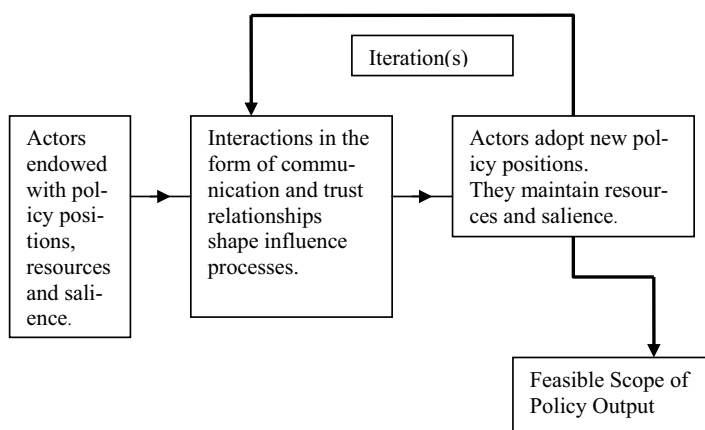 Iteration(s)
Actors
endowed
with pol-
icy posi-
tions,
resources
and sali-
ence.
Interactions in the
form of commu-
nication and trust
relationships
shape influence
processes.
Actors adopt new pol-
icy positions.
They maintain resour-
ces and salience.
Feasible Scope of
Policy Output